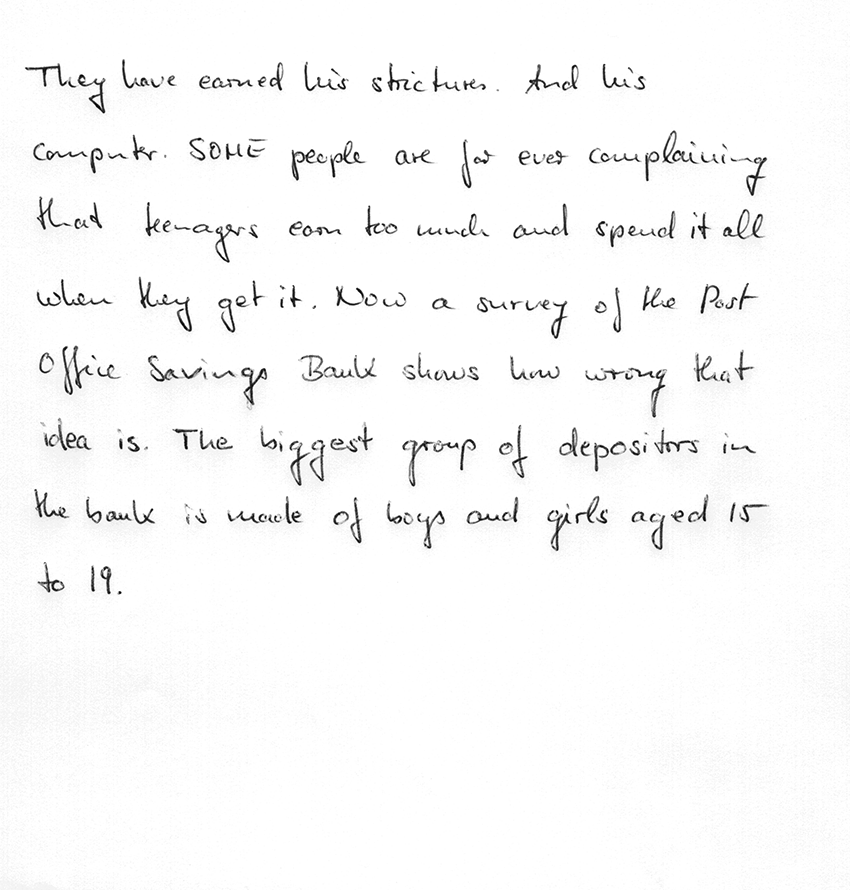 They have earned his strictures. And his
computer. SOME people are for ever complaining
that teenagers earn too much and spend it all
when they get it. Now a survey of the Post
Office Savings Bank shows how wrong that
idea is. The biggest group of depositors in
the bank is made of boys and girls aged 15
to 19.